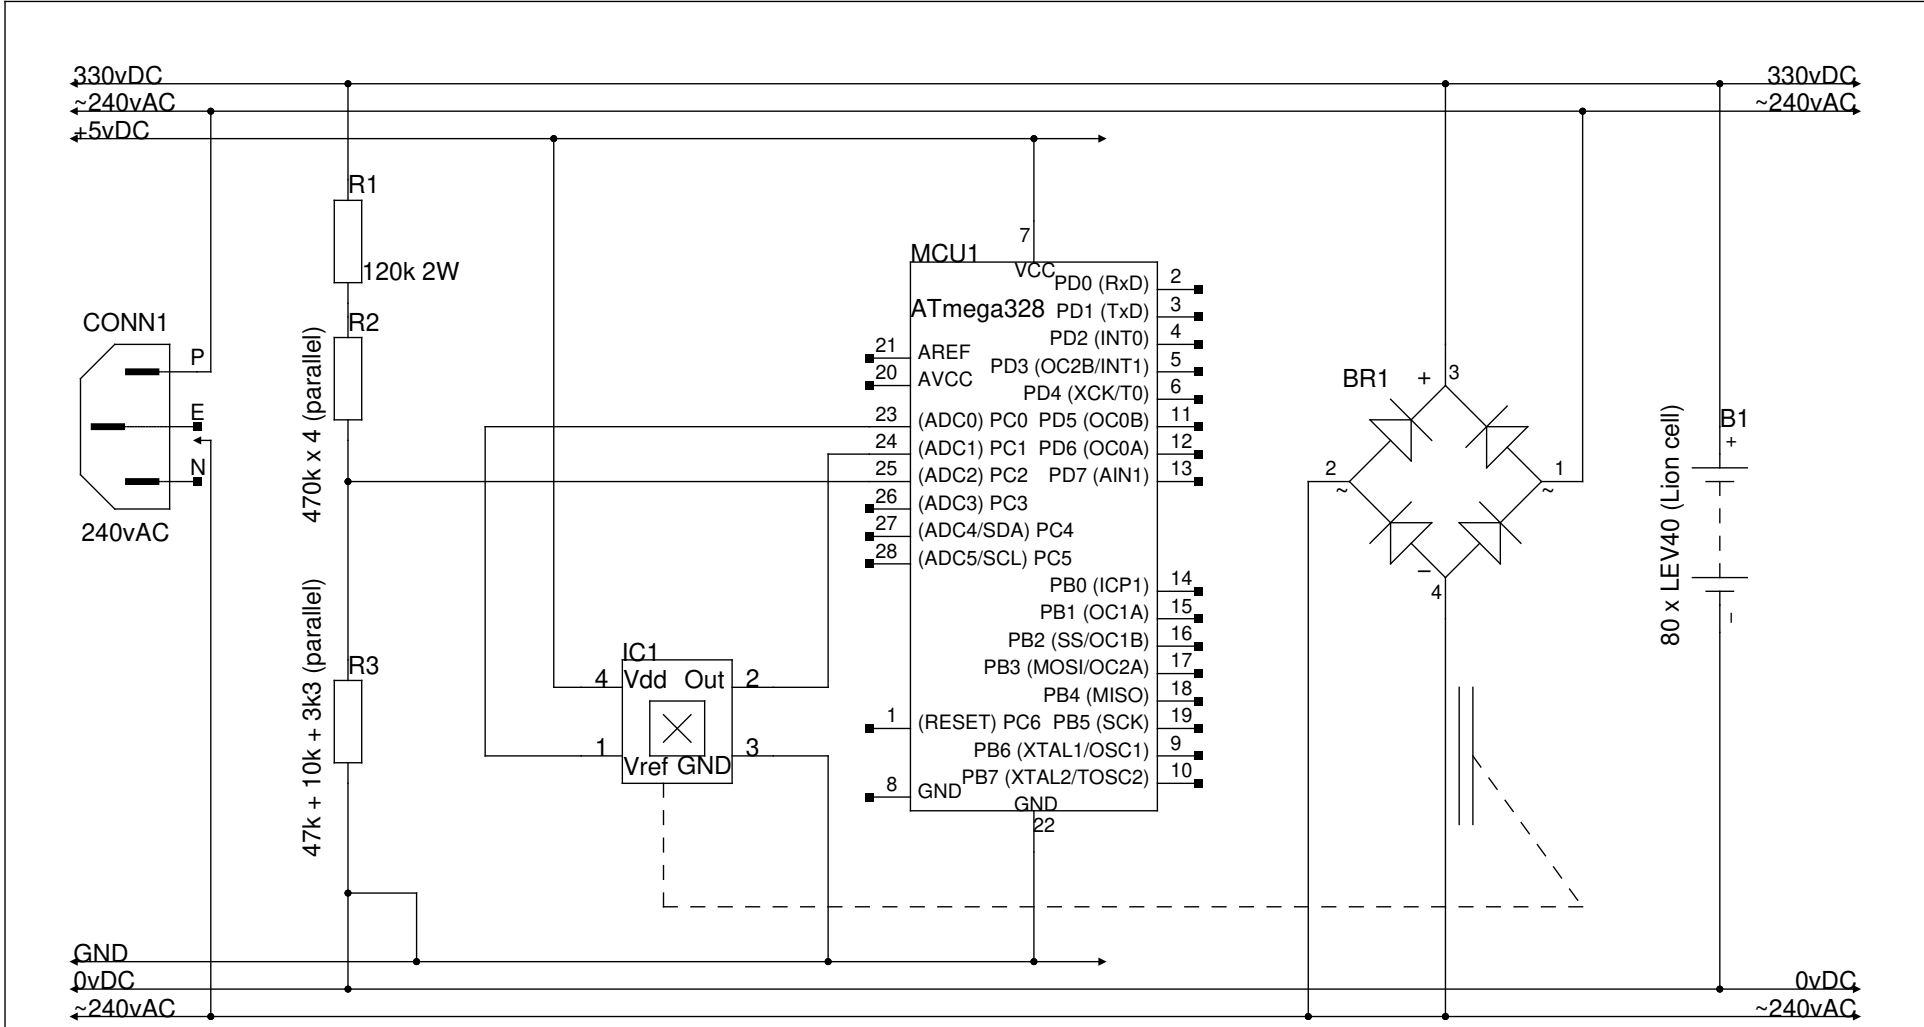 330vDC
330vDC
~240vAC
~240vAC
+5vDC
R1
120k 2W
R2
470k x 4 (parallel)
R3
47k + 10k + 3k3 (parallel)
CONN1
P
E
N
240vAC
IC1
4
Vdd
Out
2
1
Vref
GND
3
MCU1
ATmega328
7
VCC
21
AREF
20
AVCC
23
(ADC0) PC0
24
(ADC1) PC1
25
(ADC2) PC2
26
(ADC3) PC3
27
(ADC4/SDA) PC4
28
(ADC5/SCL) PC5
1
(RESET) PC6
8
GND
GND
22
PD0 (RxD)
2
PD1 (TxD)
3
PD2 (INT0)
4
PD3 (OC2B/INT1)
5
PD4 (XCK/T0)
6
PD5 (OC0B)
11
PD6 (OC0A)
12
PD7 (AIN1)
13
PB0 (ICP1)
14
PB1 (OC1A)
15
PB2 (SS/OC1B)
16
PB3 (MOSI/OC2A)
17
PB4 (MISO)
18
PB5 (SCK)
19
PB6 (XTAL1/OSC1)
9
PB7 (XTAL2/TOSC2)
10
BR1
+
3
2
~
1
~
−
4
B1
+
80 x LEV40 (Lion cell)
-
GND
0vDC
0vDC
~240vAC
~240vAC